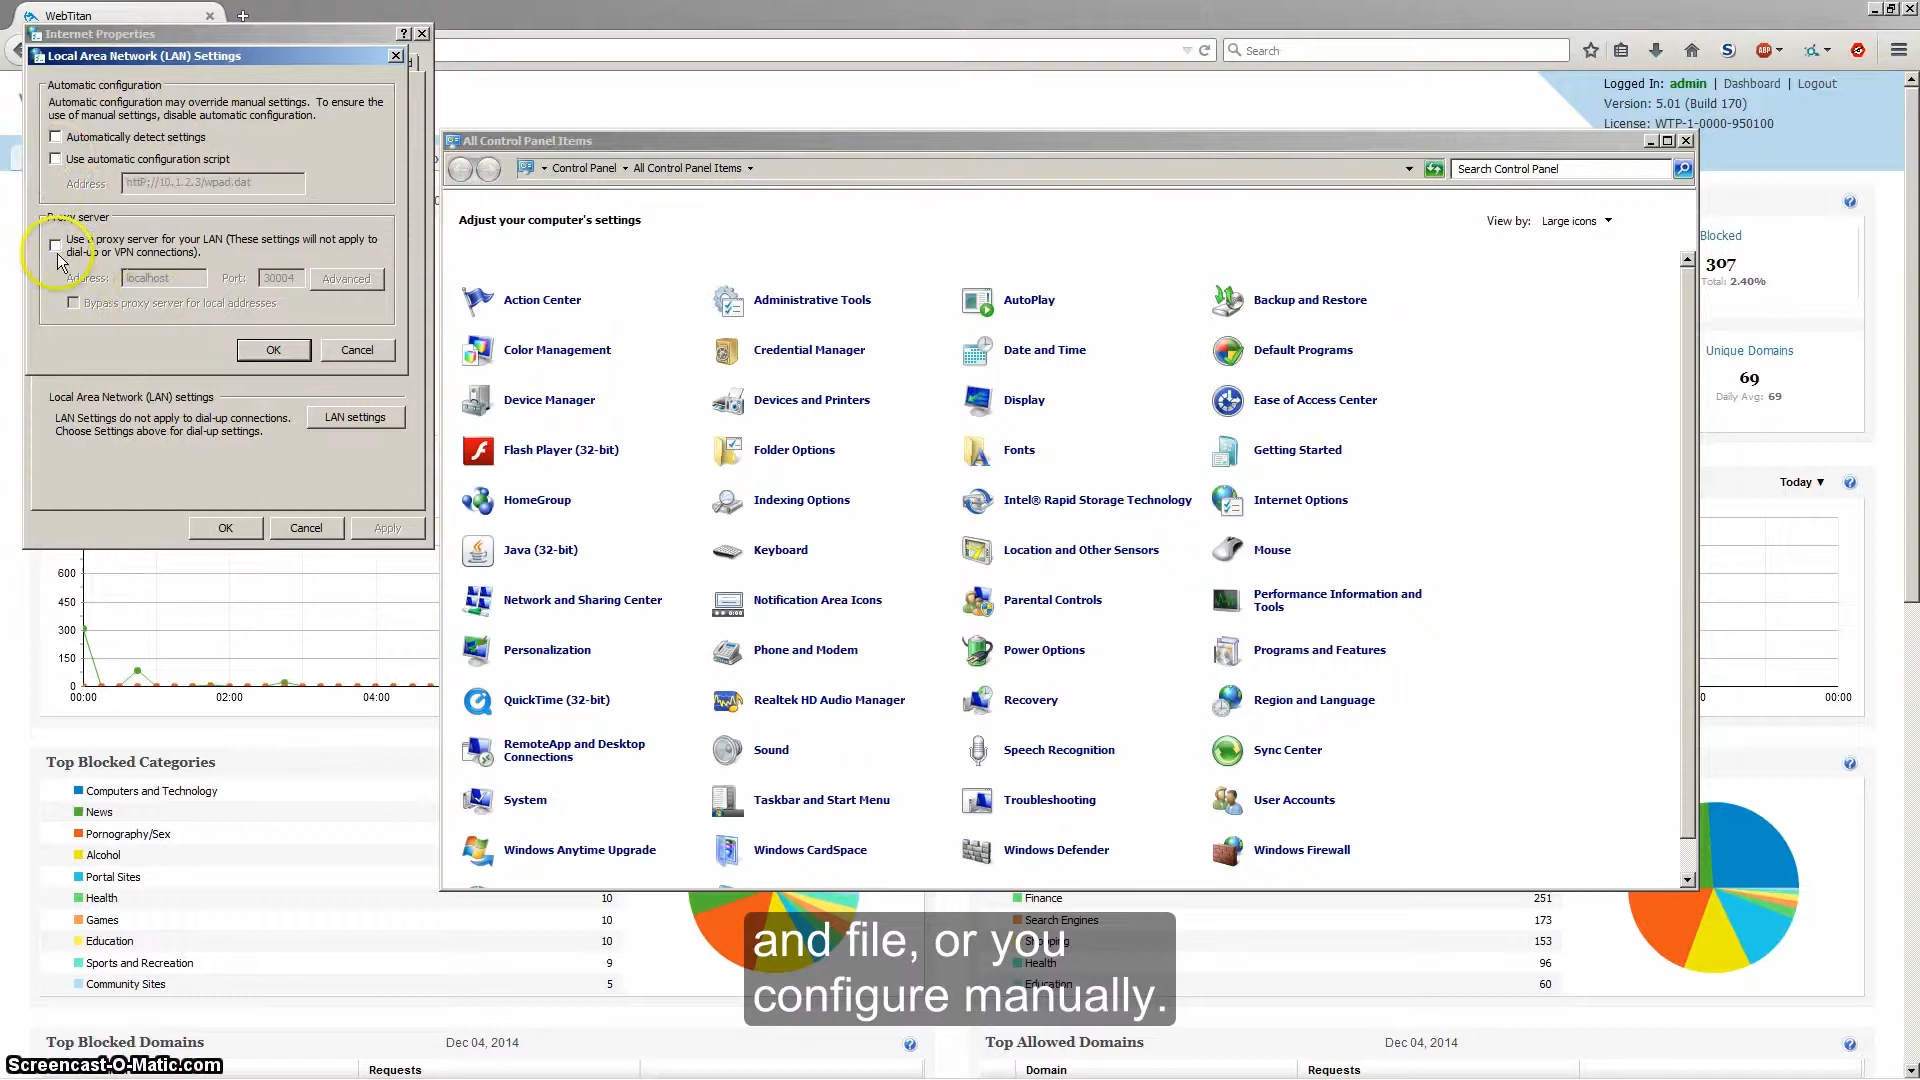 WebTitan
Internet Properties
Local Area Network (LAN) Settings
Automatic configuration
Automatic configuration may override manual settings. To ensure the
use of manual settings, disable automatic configuration.
Automatically detect settings
Use automatic configuration script
Address
http://10.1.2.3/wpad.dat
Proxy server
Use a proxy server for your LAN (These settings will not apply to
dial-up or VPN connections).
Address:
localhost
Port:
30004
Advanced
Bypass proxy server for local addresses
OK
Cancel
Local Area Network (LAN) settings
LAN Settings do not apply to dial-up connections.
Choose Settings above for dial-up settings.
LAN settings
OK
Cancel
Apply
Search
Logged In: admin | Dashboard | Logout
Version: 5.01 (Build 170)
License: WTP-1-0000-950100
All Control Panel Items
Control Panel
All Control Panel Items
Search Control Panel
Adjust your computer's settings
View by:
Large icons
Action Center
Administrative Tools
AutoPlay
Backup and Restore
Color Management
Credential Manager
Date and Time
Default Programs
Device Manager
Devices and Printers
Display
Ease of Access Center
Flash Player (32-bit)
Folder Options
Fonts
Getting Started
HomeGroup
Indexing Options
Intel® Rapid Storage Technology
Internet Options
Java (32-bit)
Keyboard
Location and Other Sensors
Mouse
Network and Sharing Center
Notification Area Icons
Parental Controls
Performance Information and
Tools
Personalization
Phone and Modem
Power Options
Programs and Features
QuickTime (32-bit)
Realtek HD Audio Manager
Recovery
Region and Language
RemoteApp and Desktop
Connections
Sound
Speech Recognition
Sync Center
System
Taskbar and Start Menu
Troubleshooting
User Accounts
Windows Anytime Upgrade
Windows CardSpace
Windows Defender
Windows Firewall
Blocked
307
Total: 2.40%
Unique Domains
69
Daily Avg: 69
Today ▼
600
450
300
150
0
00:00
02:00
04:00
00:00
Top Blocked Categories
Computers and Technology
News
Pornography/Sex
Alcohol
Portal Sites
Health 10
Games 10
Education 10
Sports and Recreation 9
Community Sites 5
Finance 251
Search Engines 173
Shopping 153
Health 96
Education 60
and file, or you
configure manually.
Top Blocked Domains
Dec 04, 2014
Requests
Top Allowed Domains
Dec 04, 2014
Domain
Requests
Screencast-O-Matic.com